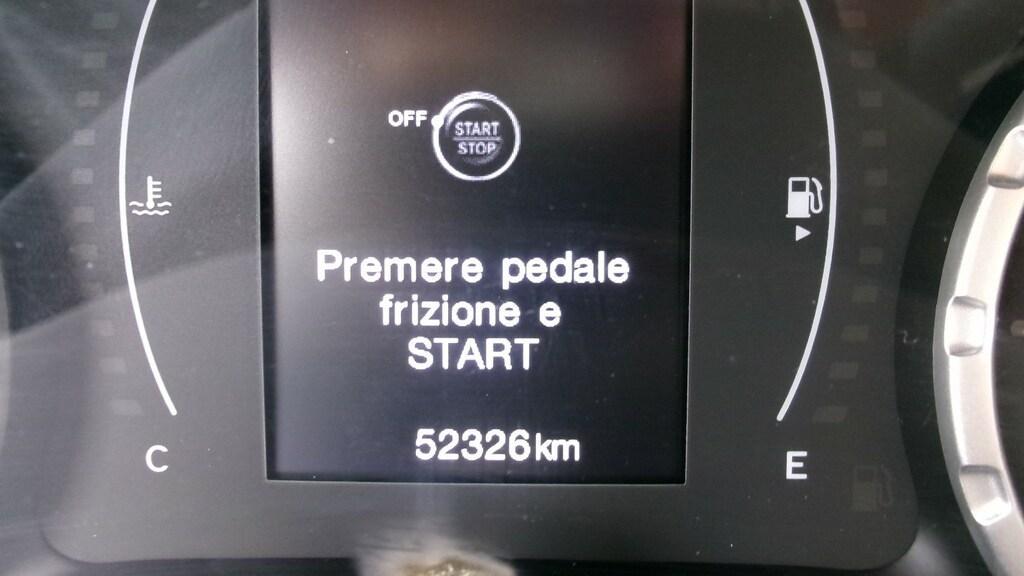 OFF
START
STOP
Premere pedale
frizione e
START
52326km
C
E